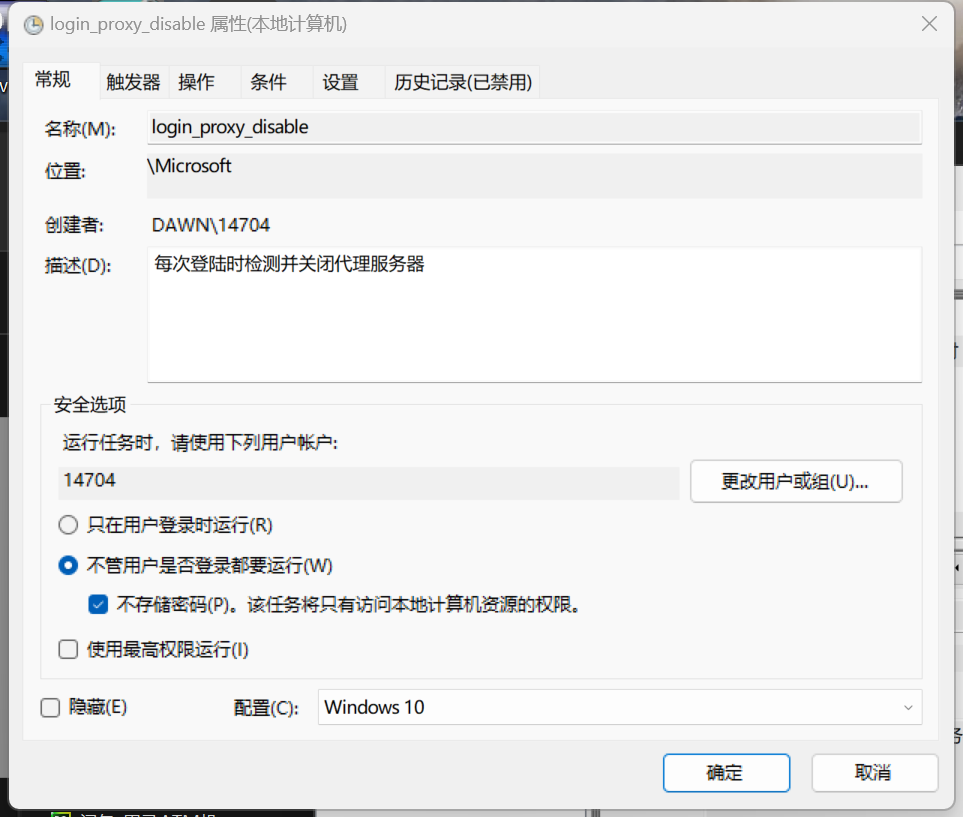 login_proxy_disable 属性(本地计算机)
常规 触发器 操作 条件 设置 历史记录(已禁用)
名称(M): login_proxy_disable
位置: \Microsoft
创建者: DAWN\14704
描述(D): 每次登陆时检测并关闭代理服务器
安全选项
运行任务时，请使用下列用户帐户:
14704 更改用户或组(U)...
只在用户登录时运行(R)
不管用户是否登录都要运行(W)
不存储密码(P)。该任务将只有访问本地计算机资源的权限。
使用最高权限运行(I)
隐藏(E) 配置(C): Windows 10
确定 取消